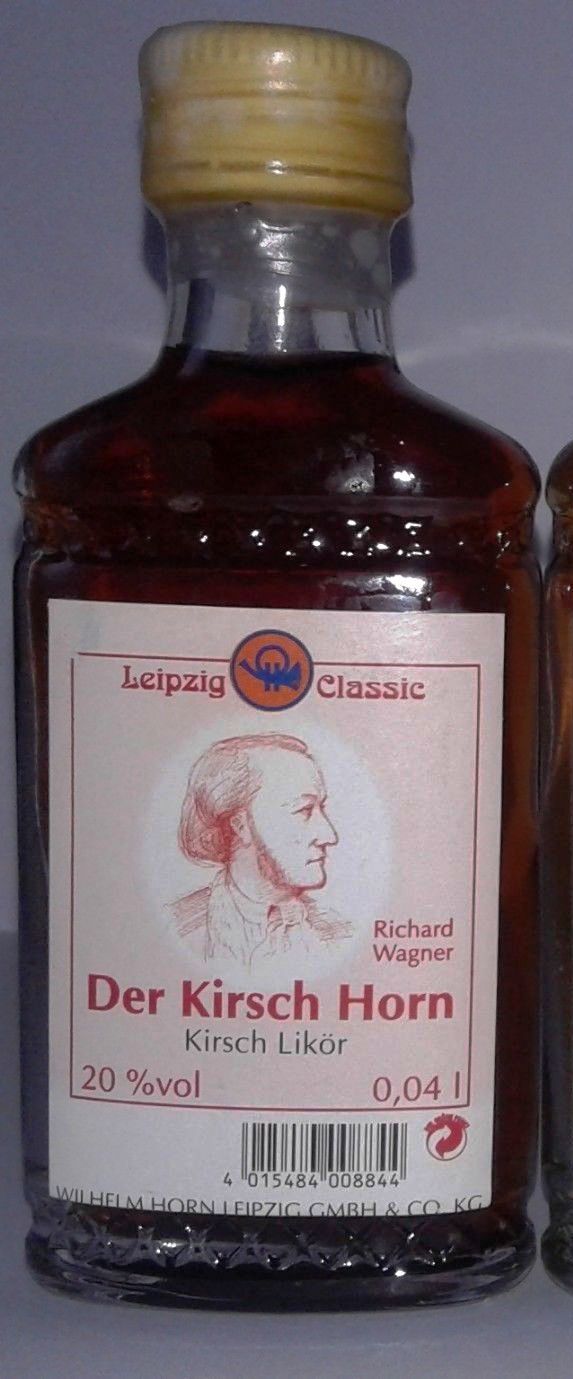 Leipzig Classic
Richard
Wagner
Der Kirsch Horn
Kirsch Likör
20 %vol 0,04 l
4 015484 008844
WILHELM HORN LEIPZIG GMBH & CO. KG